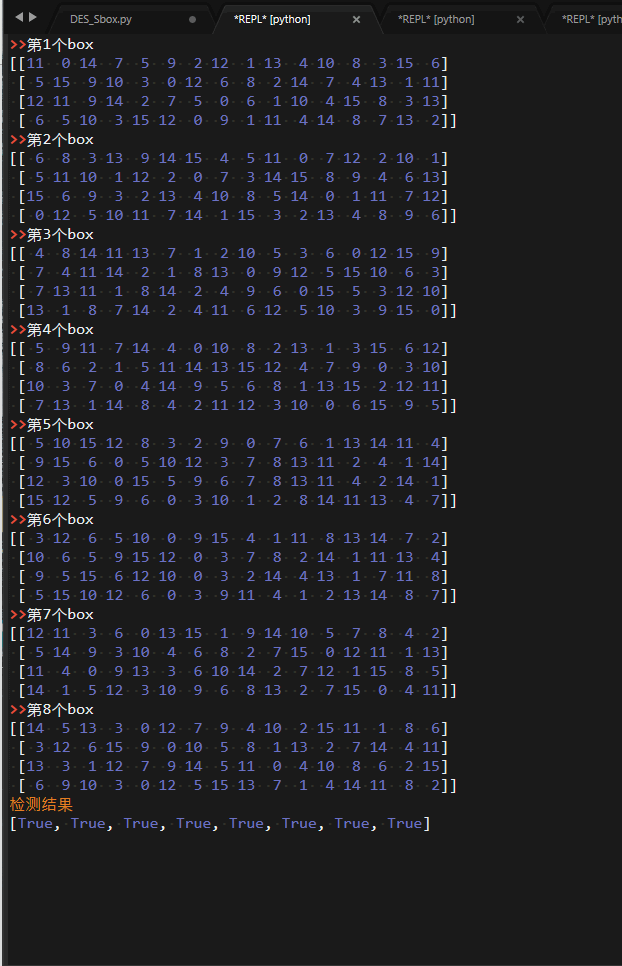 DES_Sbox.py *REPL* [python] *REPL* [python] *REPL* [pytho
>>第1个box
[[11 0 14 7 5 9 2 12 1 13 4 10 8 3 15 6]
[ 5 15 9 10 3 0 12 6 8 2 14 7 4 13 1 11]
[12 11 9 14 2 7 5 0 6 1 10 4 15 8 3 13]
[ 6 5 10 3 15 12 0 9 1 11 4 14 8 7 13 2]]
>>第2个box
[[ 6 8 3 13 9 14 15 4 5 11 0 7 12 2 10 1]
[ 5 11 10 1 12 2 0 7 3 14 15 8 9 4 6 13]
[15 6 9 3 2 13 4 10 8 5 14 0 1 11 7 12]
[ 0 12 5 10 11 7 14 1 15 3 2 13 4 8 9 6]]
>>第3个box
[[ 4 8 14 11 13 7 1 2 10 5 3 6 0 12 15 9]
[ 7 4 11 14 2 1 8 13 0 9 12 5 15 10 6 3]
[ 7 13 11 1 8 14 2 4 9 6 0 15 5 3 12 10]
[13 1 8 7 14 2 4 11 6 12 5 10 3 9 15 0]]
>>第4个box
[[ 5 9 11 7 14 4 0 10 8 2 13 1 3 15 6 12]
[ 8 6 2 1 5 11 14 13 15 12 4 7 9 0 3 10]
[10 3 7 0 4 14 9 5 6 8 1 13 15 2 12 11]
[ 7 13 1 14 8 4 2 11 12 3 10 0 6 15 9 5]]
>>第5个box
[[ 5 10 15 12 8 3 2 9 0 7 6 1 13 14 11 4]
[ 9 15 6 0 5 10 12 3 7 8 13 11 2 4 1 14]
[12 3 10 0 15 5 9 6 7 8 13 11 4 2 14 1]
[15 12 5 9 6 0 3 10 1 2 8 14 11 13 4 7]]
>>第6个box
[[ 3 12 6 5 10 0 9 15 4 1 11 8 13 14 7 2]
[10 6 5 9 15 12 0 3 7 8 2 14 1 11 13 4]
[ 9 5 15 6 12 10 0 3 2 14 4 13 1 7 11 8]
[ 5 15 10 12 6 0 3 9 11 4 1 2 13 14 8 7]]
>>第7个box
[[12 11 3 6 0 13 15 1 9 14 10 5 7 8 4 2]
[ 5 14 9 3 10 4 6 8 2 7 15 0 12 11 1 13]
[11 4 0 9 13 3 6 10 14 2 7 12 1 15 8 5]
[14 1 5 12 3 10 9 6 8 13 2 7 15 0 4 11]]
>>第8个box
[[14 5 13 3 0 12 7 9 4 10 2 15 11 1 8 6]
[ 3 12 6 15 9 0 10 5 8 1 13 2 7 14 4 11]
[13 3 1 12 7 9 14 5 11 0 4 10 8 6 2 15]
[ 6 9 10 3 0 12 5 15 13 7 1 4 14 11 8 2]]
检测结果
[True, True, True, True, True, True, True, True]